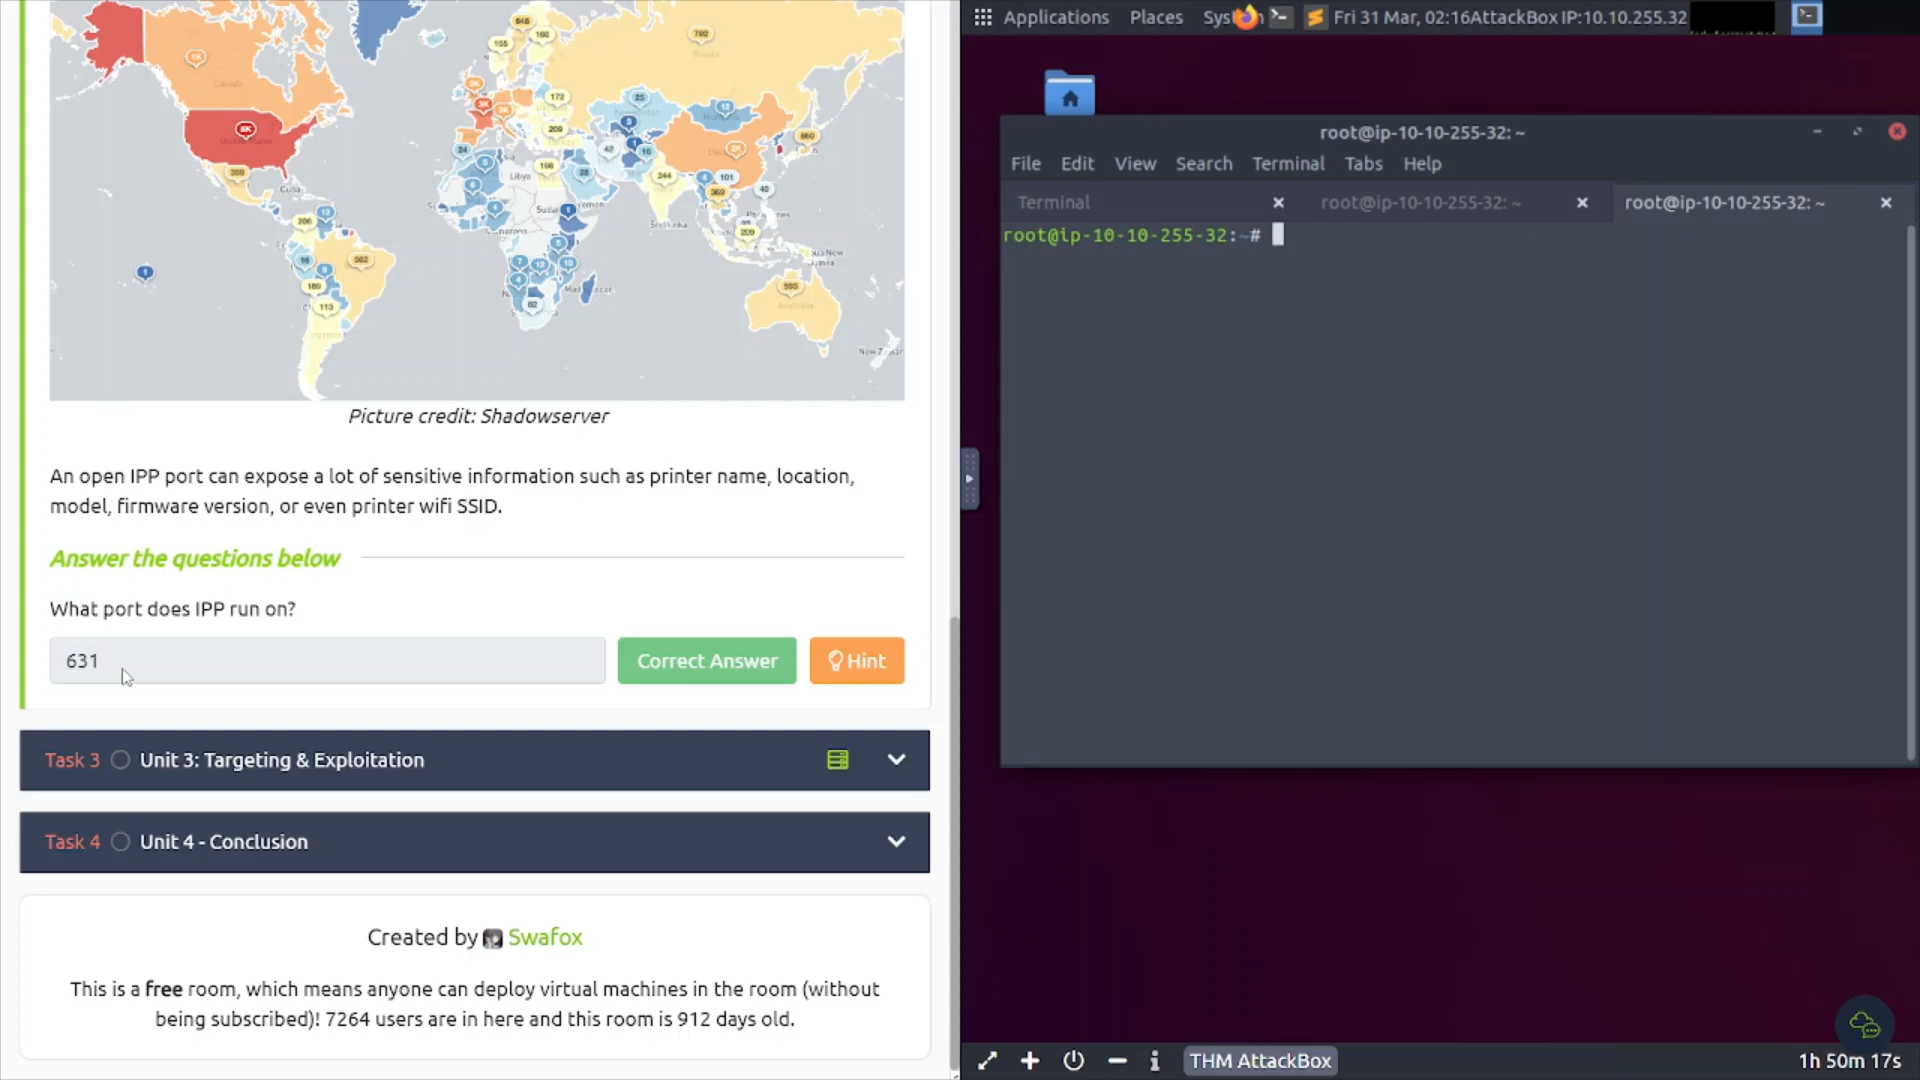 Picture credit: Shadowserver
An open IPP port can expose a lot of sensitive information such as printer name, location,
model, firmware version, or even printer wifi SSID.
Answer the questions below
What port does IPP run on?
631
Correct Answer
Hint
Task 3
Unit 3: Targeting & Exploitation
Task 4
Unit 4 - Conclusion
Created by Swafox
This is a free room, which means anyone can deploy virtual machines in the room (without
being subscribed)! 7264 users are in here and this room is 912 days old.
Applications Places Fri 31 Mar, 02:16 AttackBox IP:10.10.255.32
root@ip-10-10-255-32: ~
File Edit View Search Terminal Tabs Help
Terminal
root@ip-10-10-255-32: ~
root@ip-10-10-255-32: ~
root@ip-10-10-255-32:~#
THM AttackBox
1h 50m 17s